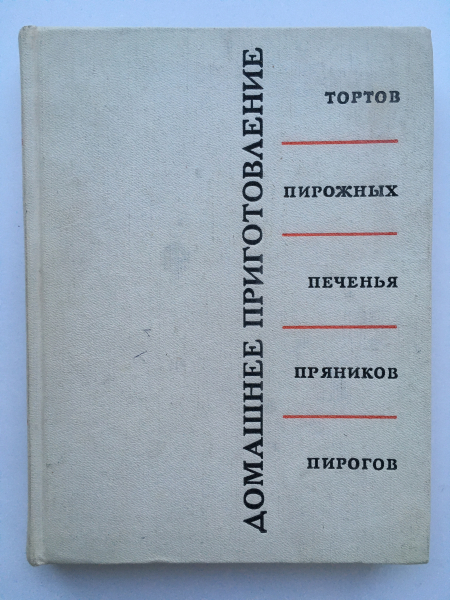 ДОМАШНЕЕ ПРИГОТОВЛЕНИЕ
ТОРТОВ
ПИРОЖНЫХ
ПЕЧЕНЬЯ
ПРЯНИКОВ
ПИРОГОВ